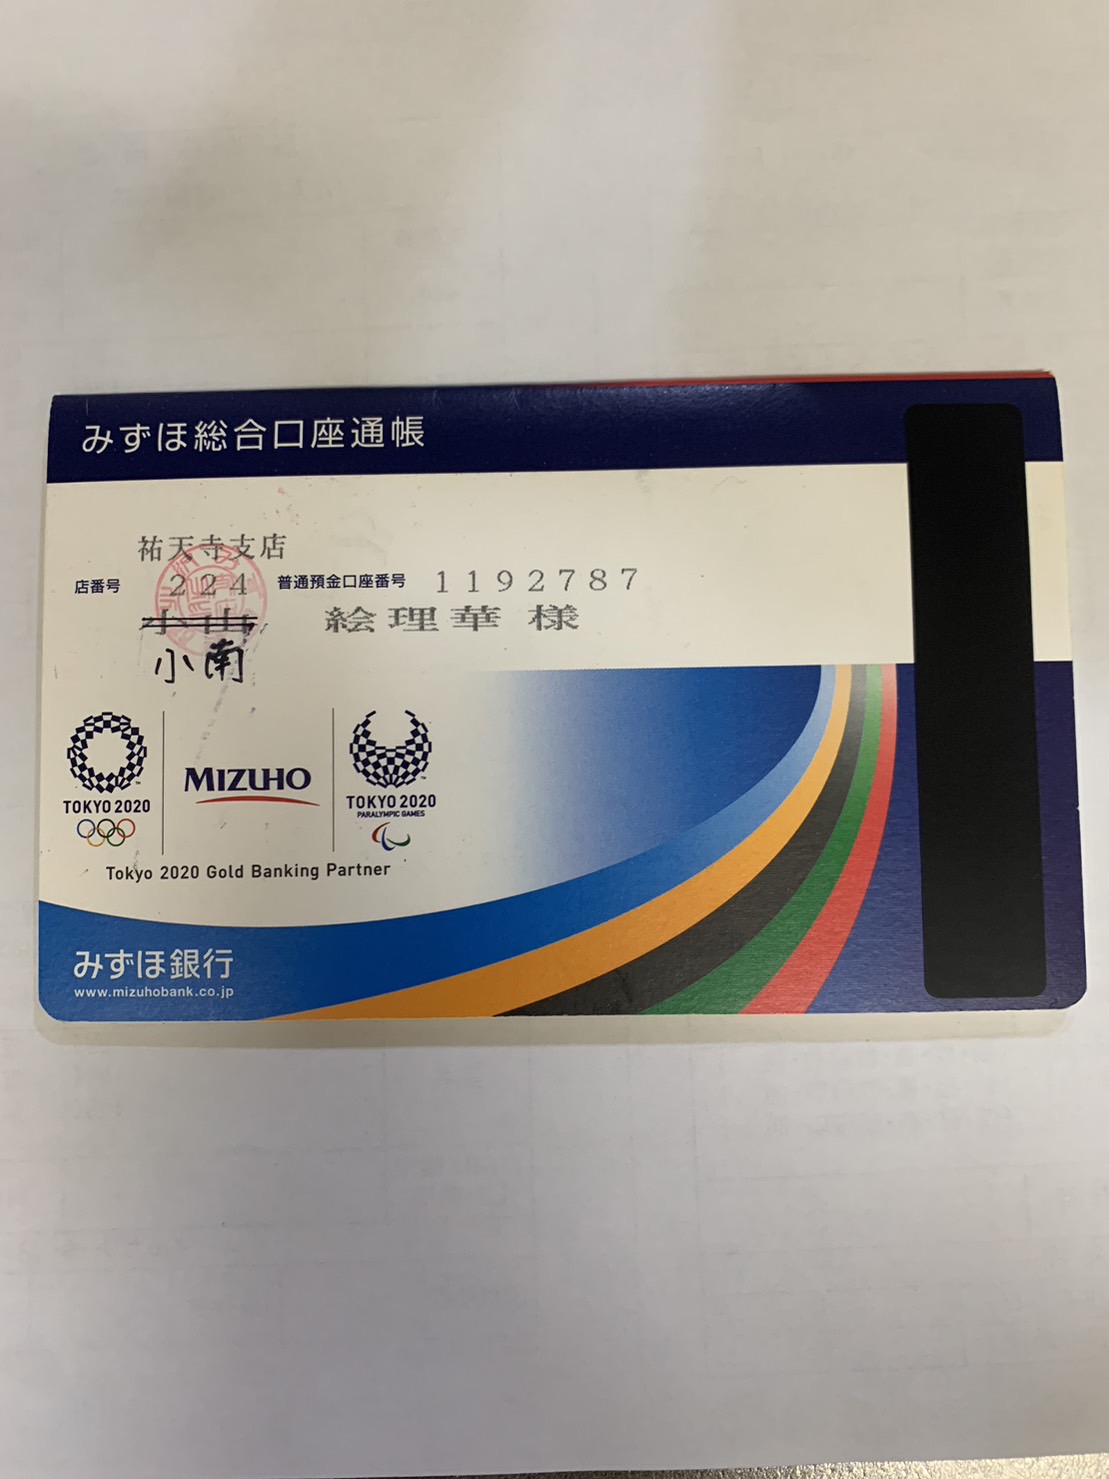 みずほ総合口座通帳
祐天寺支店
店番号 224 普通預金口座番号 1192787
小山 絵理華 様
小南
TOKYO 2020
MIZUHO
TOKYO 2020
PARALYMPIC GAMES
Tokyo 2020 Gold Banking Partner
みずほ銀行
www.mizuhobank.co.jp